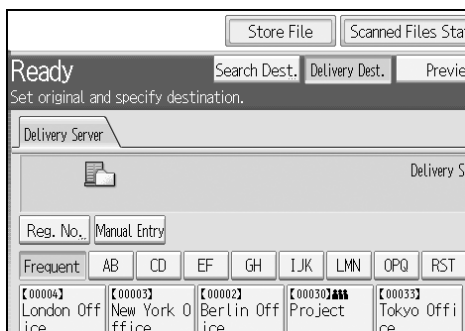 Store File Scanned Files Sta
Ready Search Dest. Delivery Dest. Previe
Set original and specify destination.
Delivery Server
Delivery S
Reg. No. Manual Entry
Frequent AB CD EF GH IJK LMN OPQ RST
【00004】 【00003】 【00002】 【00030】 【00033】
London Off New York O Berlin Off Project Tokyo Offi
ice ffice ice ce